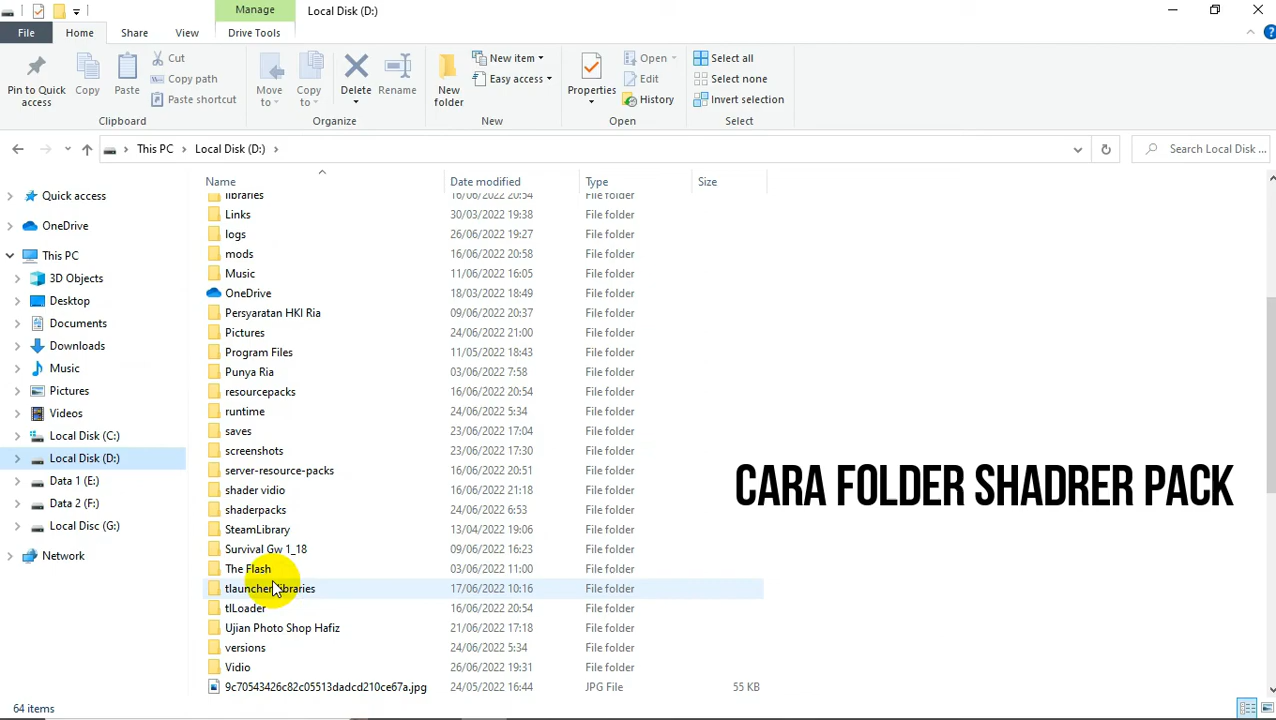 Manage
Local Disk (D:)
File
Home
Share
View
Drive Tools
Pin to Quick access
Copy
Paste
Cut
Copy path
Paste shortcut
Clipboard
Move to
Copy to
Delete
Rename
Organize
New folder
New item
Easy access
New
Properties
Open
Edit
History
Open
Select all
Select none
Invert selection
Select
This PC > Local Disk (D:) >
Search Local Disk ...
Quick access
OneDrive
This PC
3D Objects
Desktop
Documents
Downloads
Music
Pictures
Videos
Local Disk (C:)
Local Disk (D:)
Data 1 (E:)
Data 2 (F:)
Local Disc (G:)
Network
Name Date modified Type Size
libraries 16/06/2022 20:54 File folder
Links 30/03/2022 19:38 File folder
logs 26/06/2022 19:27 File folder
mods 16/06/2022 20:58 File folder
Music 11/06/2022 16:05 File folder
OneDrive 18/03/2022 18:49 File folder
Persyaratan HKI Ria 09/06/2022 20:37 File folder
Pictures 24/06/2022 21:00 File folder
Program Files 11/05/2022 18:43 File folder
Punya Ria 03/06/2022 7:58 File folder
resourcepacks 16/06/2022 20:54 File folder
runtime 24/06/2022 5:34 File folder
saves 23/06/2022 17:04 File folder
screenshots 23/06/2022 17:30 File folder
server-resource-packs 16/06/2022 20:51 File folder
shader vidio 16/06/2022 21:18 File folder
shaderpacks 24/06/2022 6:53 File folder
SteamLibrary 13/04/2022 19:06 File folder
Survival Gw 1_18 09/06/2022 16:23 File folder
The Flash 03/06/2022 11:00 File folder
tlauncher_libraries 17/06/2022 10:16 File folder
tlLoader 16/06/2022 20:54 File folder
Ujian Photo Shop Hafiz 21/06/2022 17:18 File folder
versions 24/06/2022 5:34 File folder
Vidio 26/06/2022 19:31 File folder
9c70543426c82c05513dadcd210ce67a.jpg 24/05/2022 16:44 JPG File 55 KB
CARA FOLDER SHADRER PACK
64 items